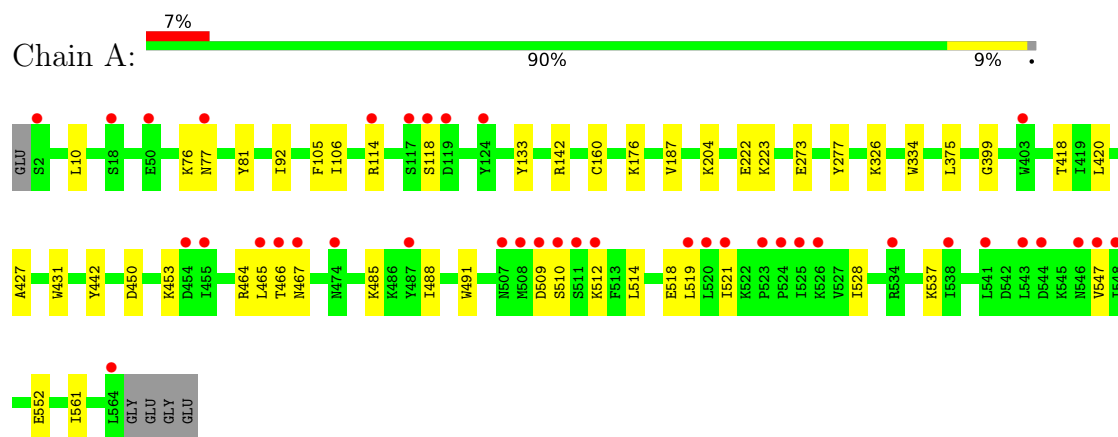 7%
Chain A:
90% 9% •
GLU S2 L10 S18 E50 K76 N77 Y81 I92 F105 I106 R114 S117 S118 D119 Y124 Y133 R142 C160 K176 V187 K204 E222 K223 E273 Y277 K326 W334 L375 G399 W403 T418 I419 L420
A427 W431 Y442 D450 K453 D454 I455 R464 L465 T466 N467 N474 K485 K486 Y487 I488 W491 N507 M508 D509 S510 S511 K512 F513 L514 E518 L519 L520 I521 K522 P523 P524 I525 K526 V527 I528 R534 K537 I538 L541 D542 L543 D544 K545 N546 V547 I548
E552 I561 L564 GLY GLU GLY GLU